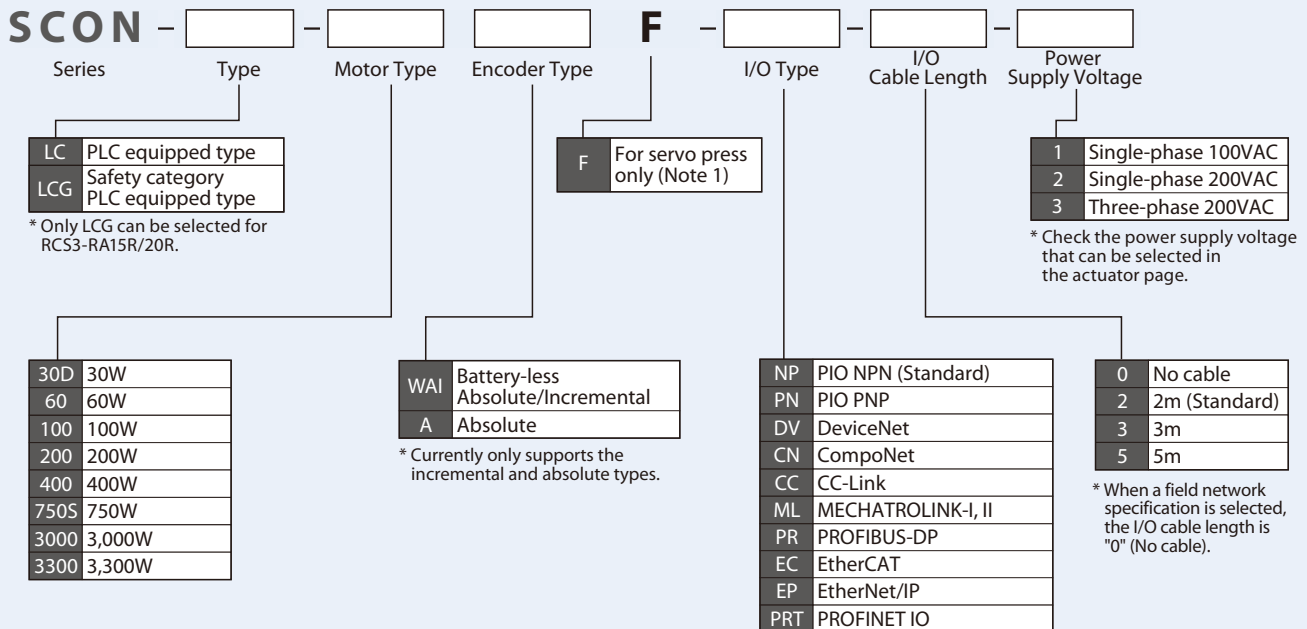 SCON - - F - - -
Series Type Motor Type Encoder Type I/O Type I/O Cable Length Power Supply Voltage
LC PLC equipped type
LCG Safety category
PLC equipped type
* Only LCG can be selected for
RCS3-RA15R/20R.
F For servo press
only (Note 1)
1 Single-phase 100VAC
2 Single-phase 200VAC
3 Three-phase 200VAC
* Check the power supply voltage
that can be selected in
the actuator page.
30D 30W
60 60W
100 100W
200 200W
400 400W
750S 750W
3000 3,000W
3300 3,300W
WAI Battery-less
Absolute/Incremental
A Absolute
* Currently only supports the
incremental and absolute types.
NP PIO NPN (Standard)
PN PIO PNP
DV DeviceNet
CN CompoNet
CC CC-Link
ML MECHATROLINK-I, II
PR PROFIBUS-DP
EC EtherCAT
EP EtherNet/IP
PRT PROFINET IO
0 No cable
2 2m (Standard)
3 3m
5 5m
* When a field network
specification is selected,
the I/O cable length is
"0" (No cable).